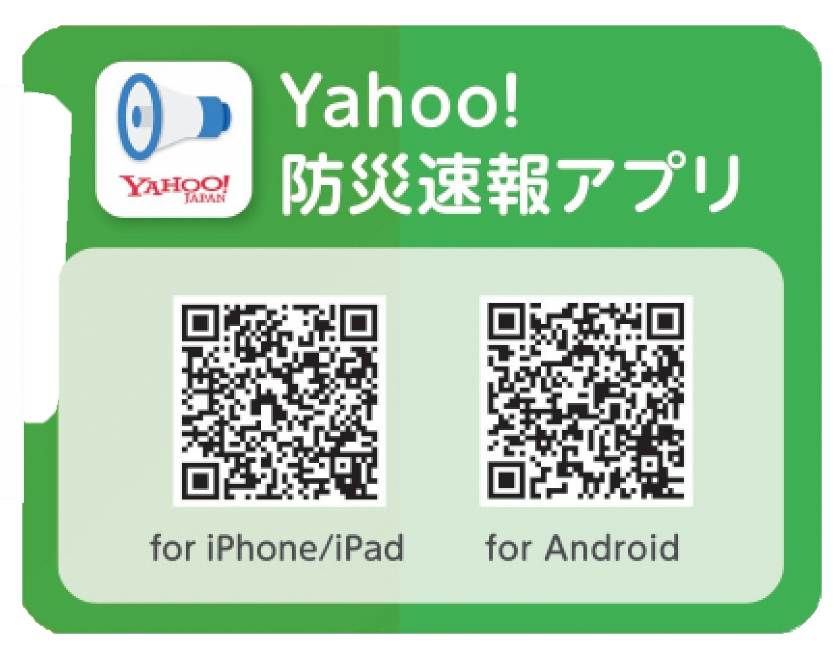 YAHOO!
JAPAN
Yahoo!
防災速報アプリ
for iPhone/iPad
for Android